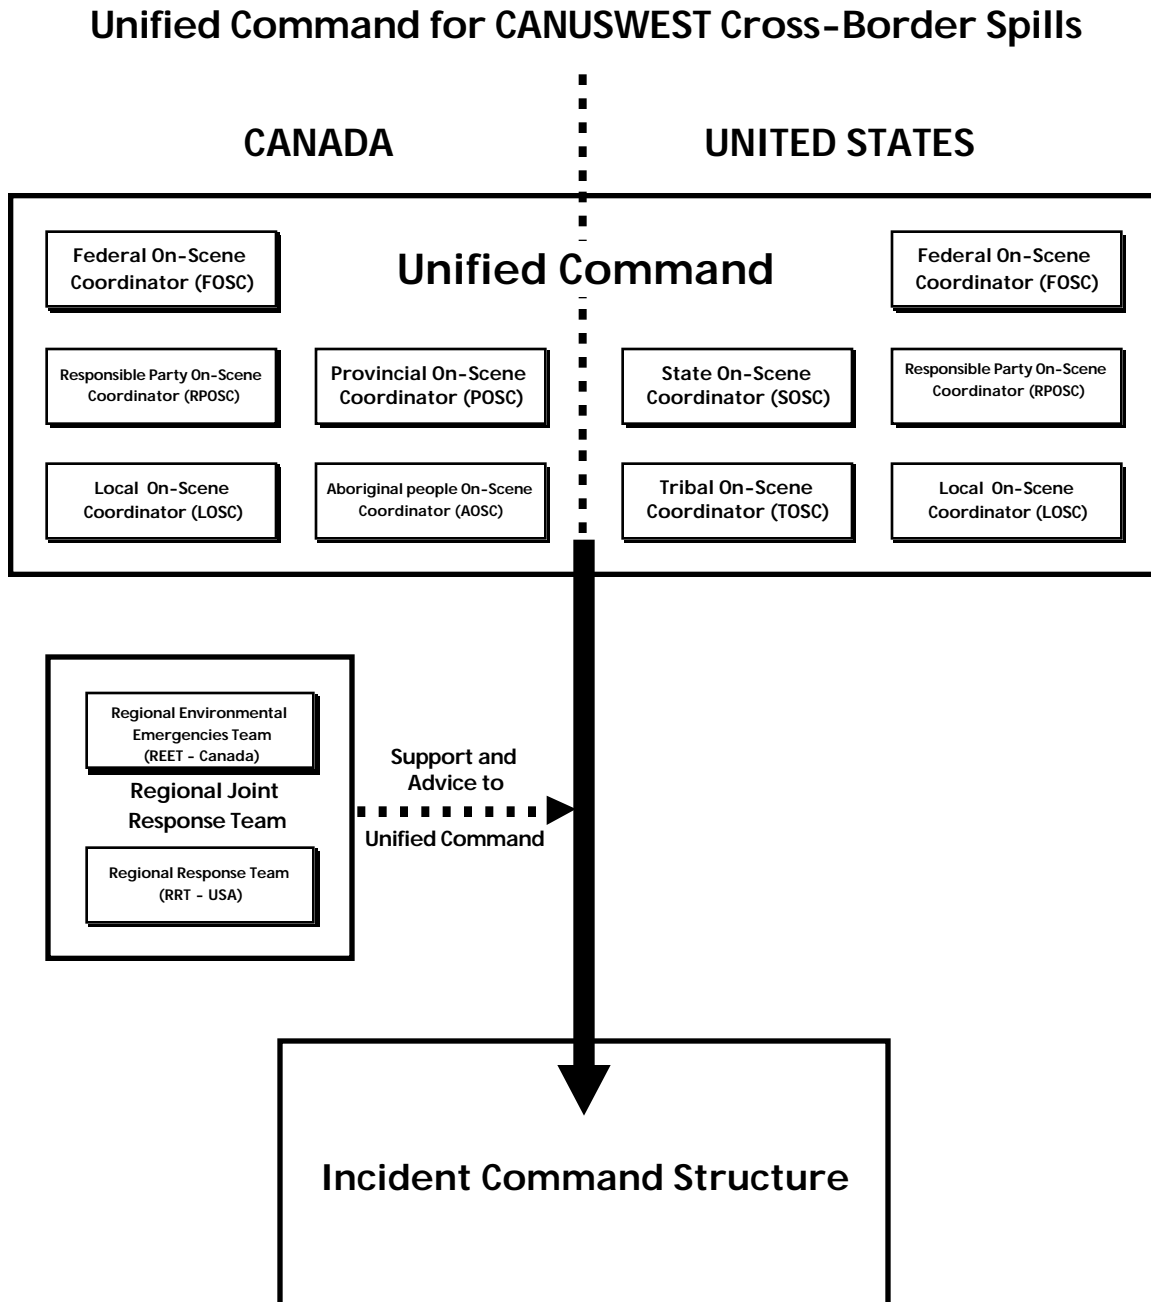 Unified Command for CANUSWEST Cross-Border Spills
CANADA
UNITED STATES
Unified Command
Federal On-Scene
Coordinator (FOSC)
Federal On-Scene
Coordinator (FOSC)
Responsible Party On-Scene
Coordinator (RPOSC)
Provincial On-Scene
Coordinator (POSC)
State On-Scene
Coordinator (SOSC)
Responsible Party On-Scene
Coordinator (RPOSC)
Local On-Scene
Coordinator (LOSC)
Aboriginal people On-Scene
Coordinator (AOSC)
Tribal On-Scene
Coordinator (TOSC)
Local On-Scene
Coordinator (LOSC)
Regional Environmental
Emergencies Team
(REET - Canada)
Regional Joint
Response Team
Regional Response Team
(RRT - USA)
Support and
Advice to
Unified Command
Incident Command Structure